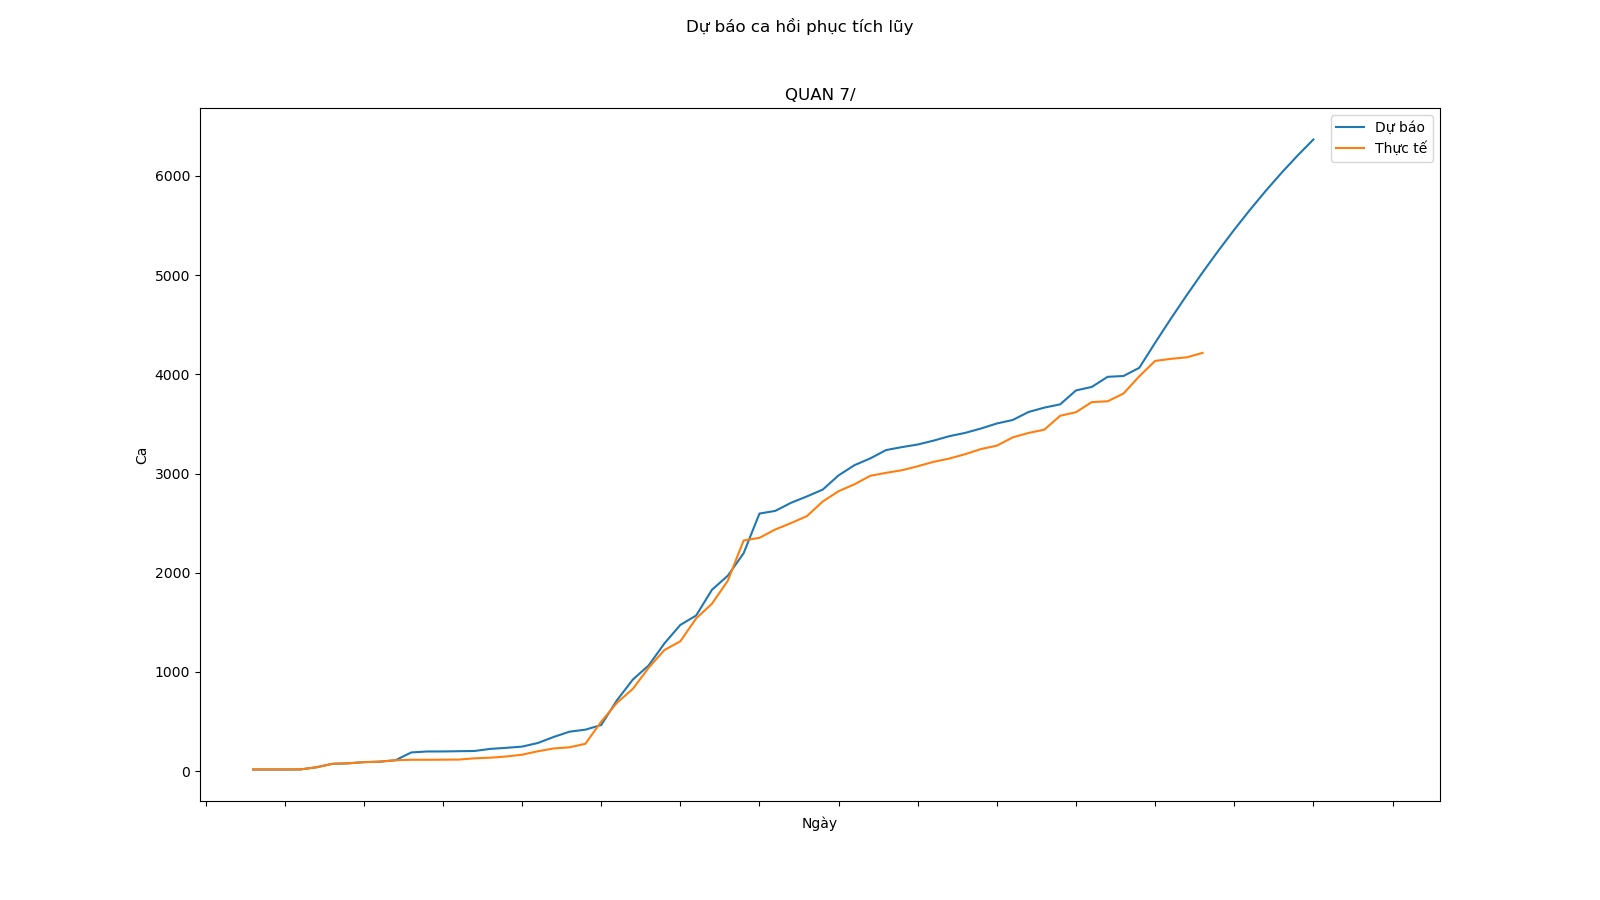 Dự báo ca hồi phục tích lũy
QUAN 7/
Dự báo
Thực tế
6000
5000
4000
3000
2000
1000
0
Ca
Ngày